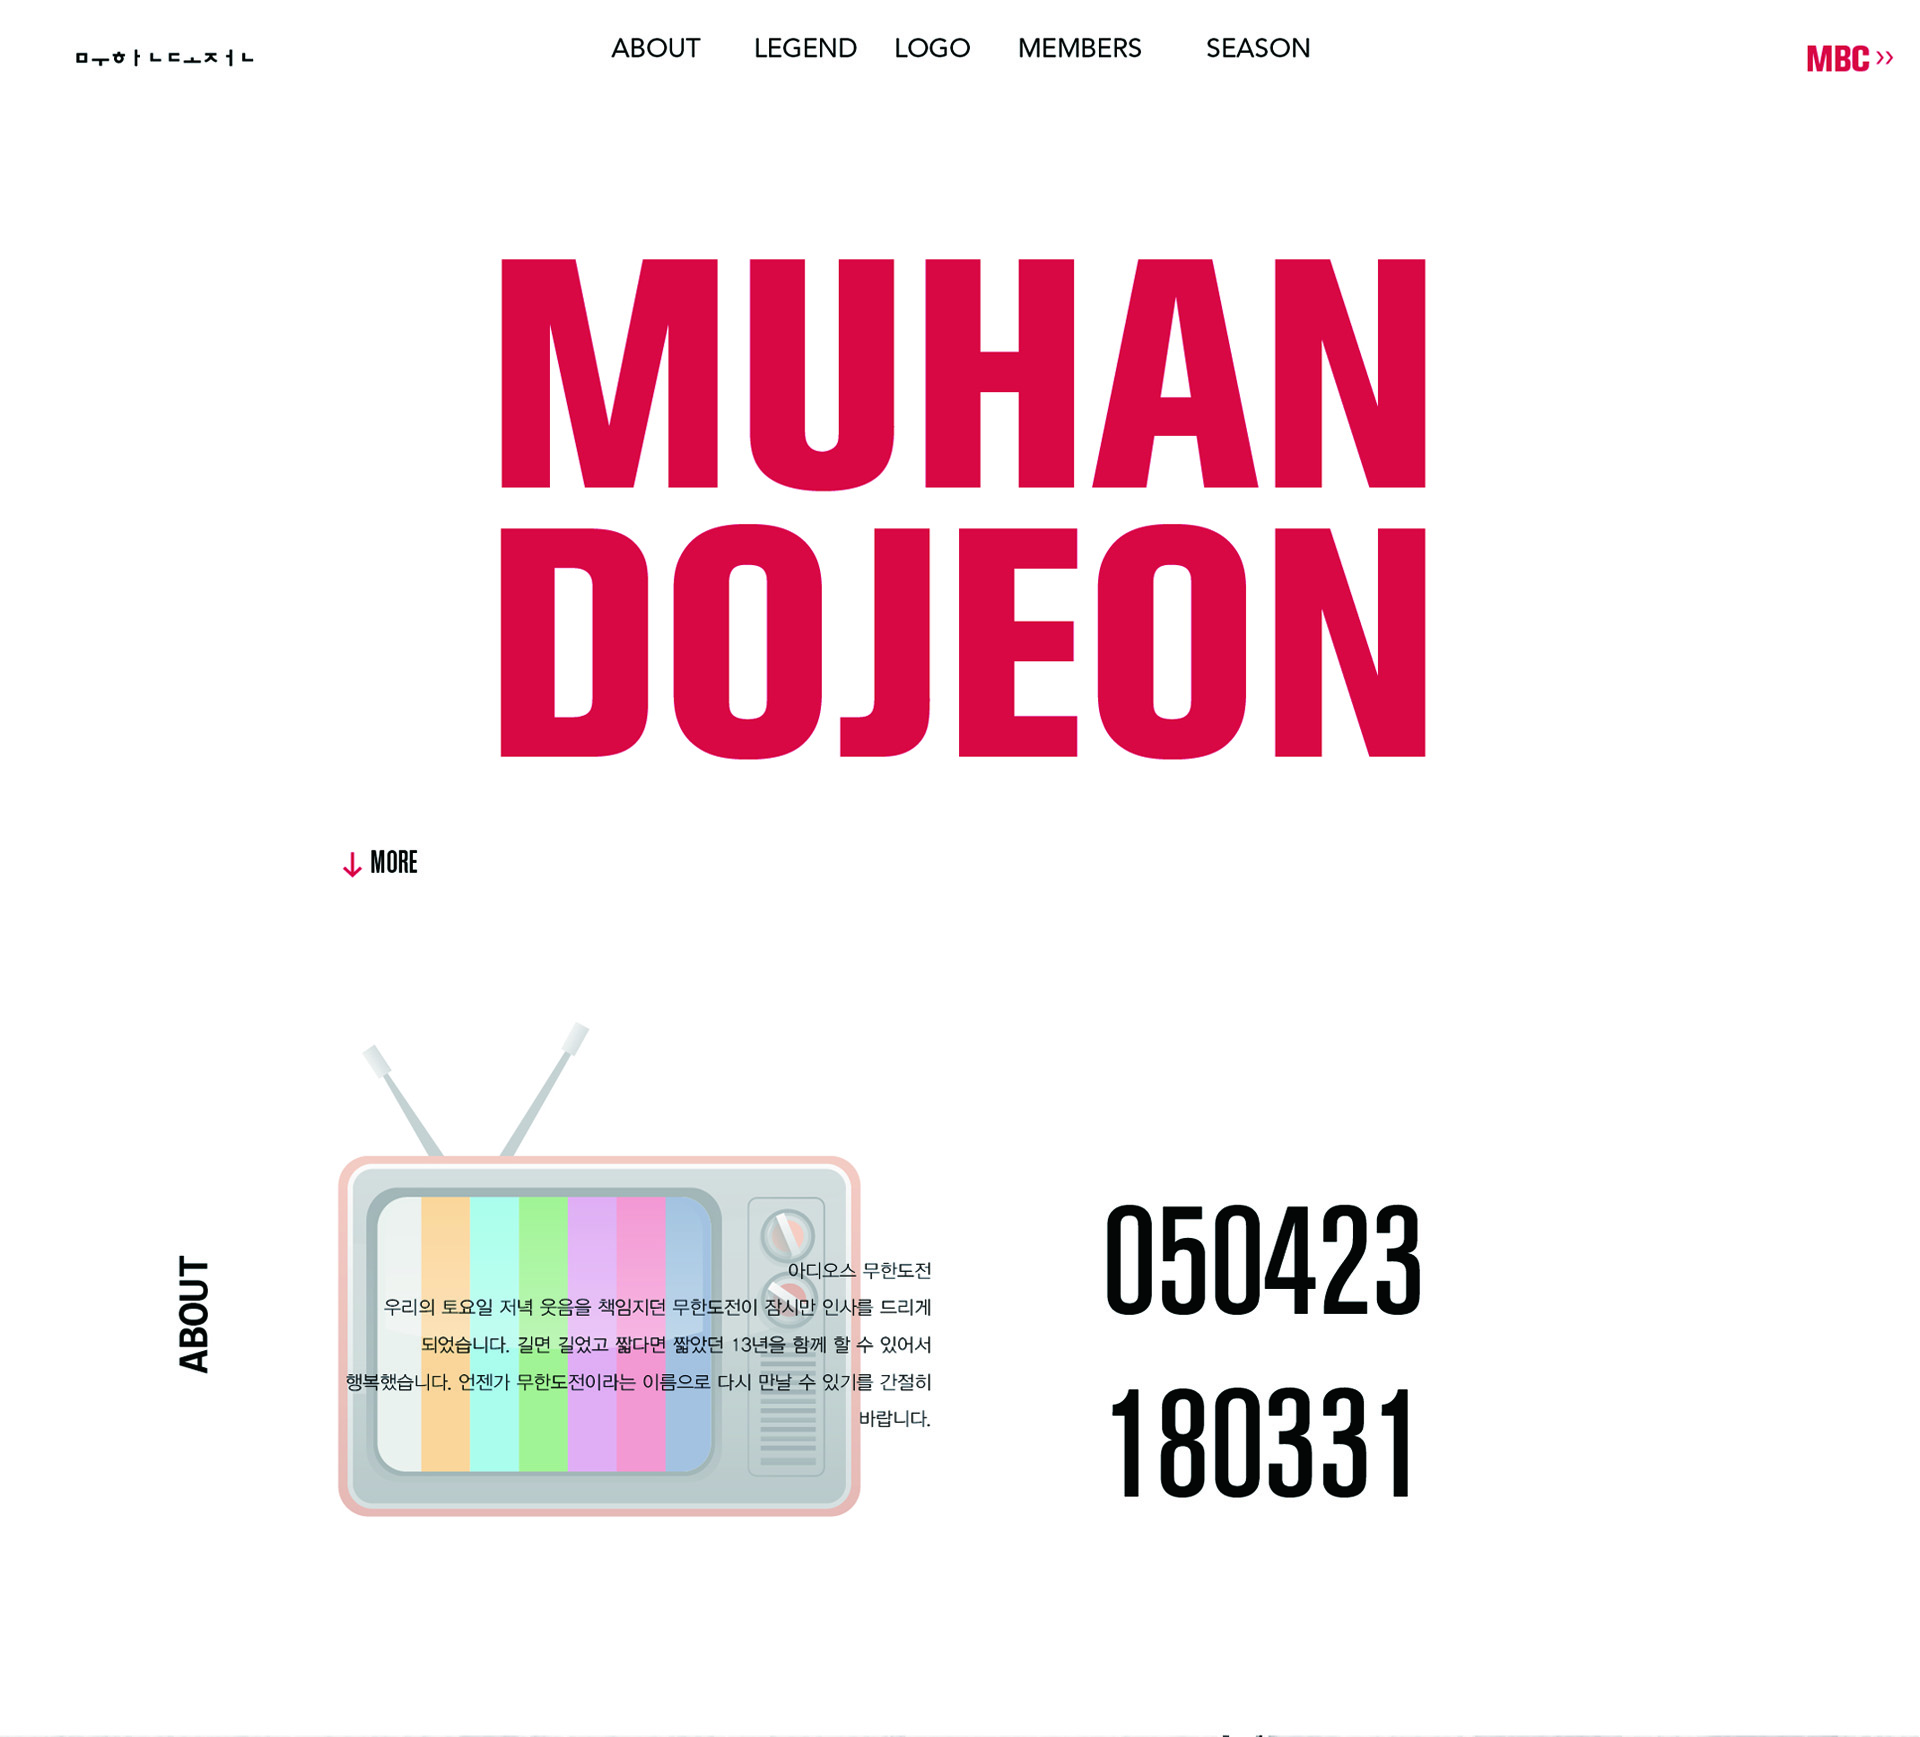 ㅁㅜㅎㅏㄴㄷㅗㅈㅓㄴ
ABOUT LEGEND LOGO MEMBERS SEASON
MBC >>
MUHAN
DOJEON
↓ MORE
ABOUT
아디오스 무한도전
우리의 토요일 저녁 웃음을 책임지던 무한도전이 잠시만 인사를 드리게
되었습니다. 길면 길었고 짧다면 짧았던 13년을 함께 할 수 있어서
행복했습니다. 언젠가 무한도전이라는 이름으로 다시 만날 수 있기를 간절히
바랍니다.
050423
180331